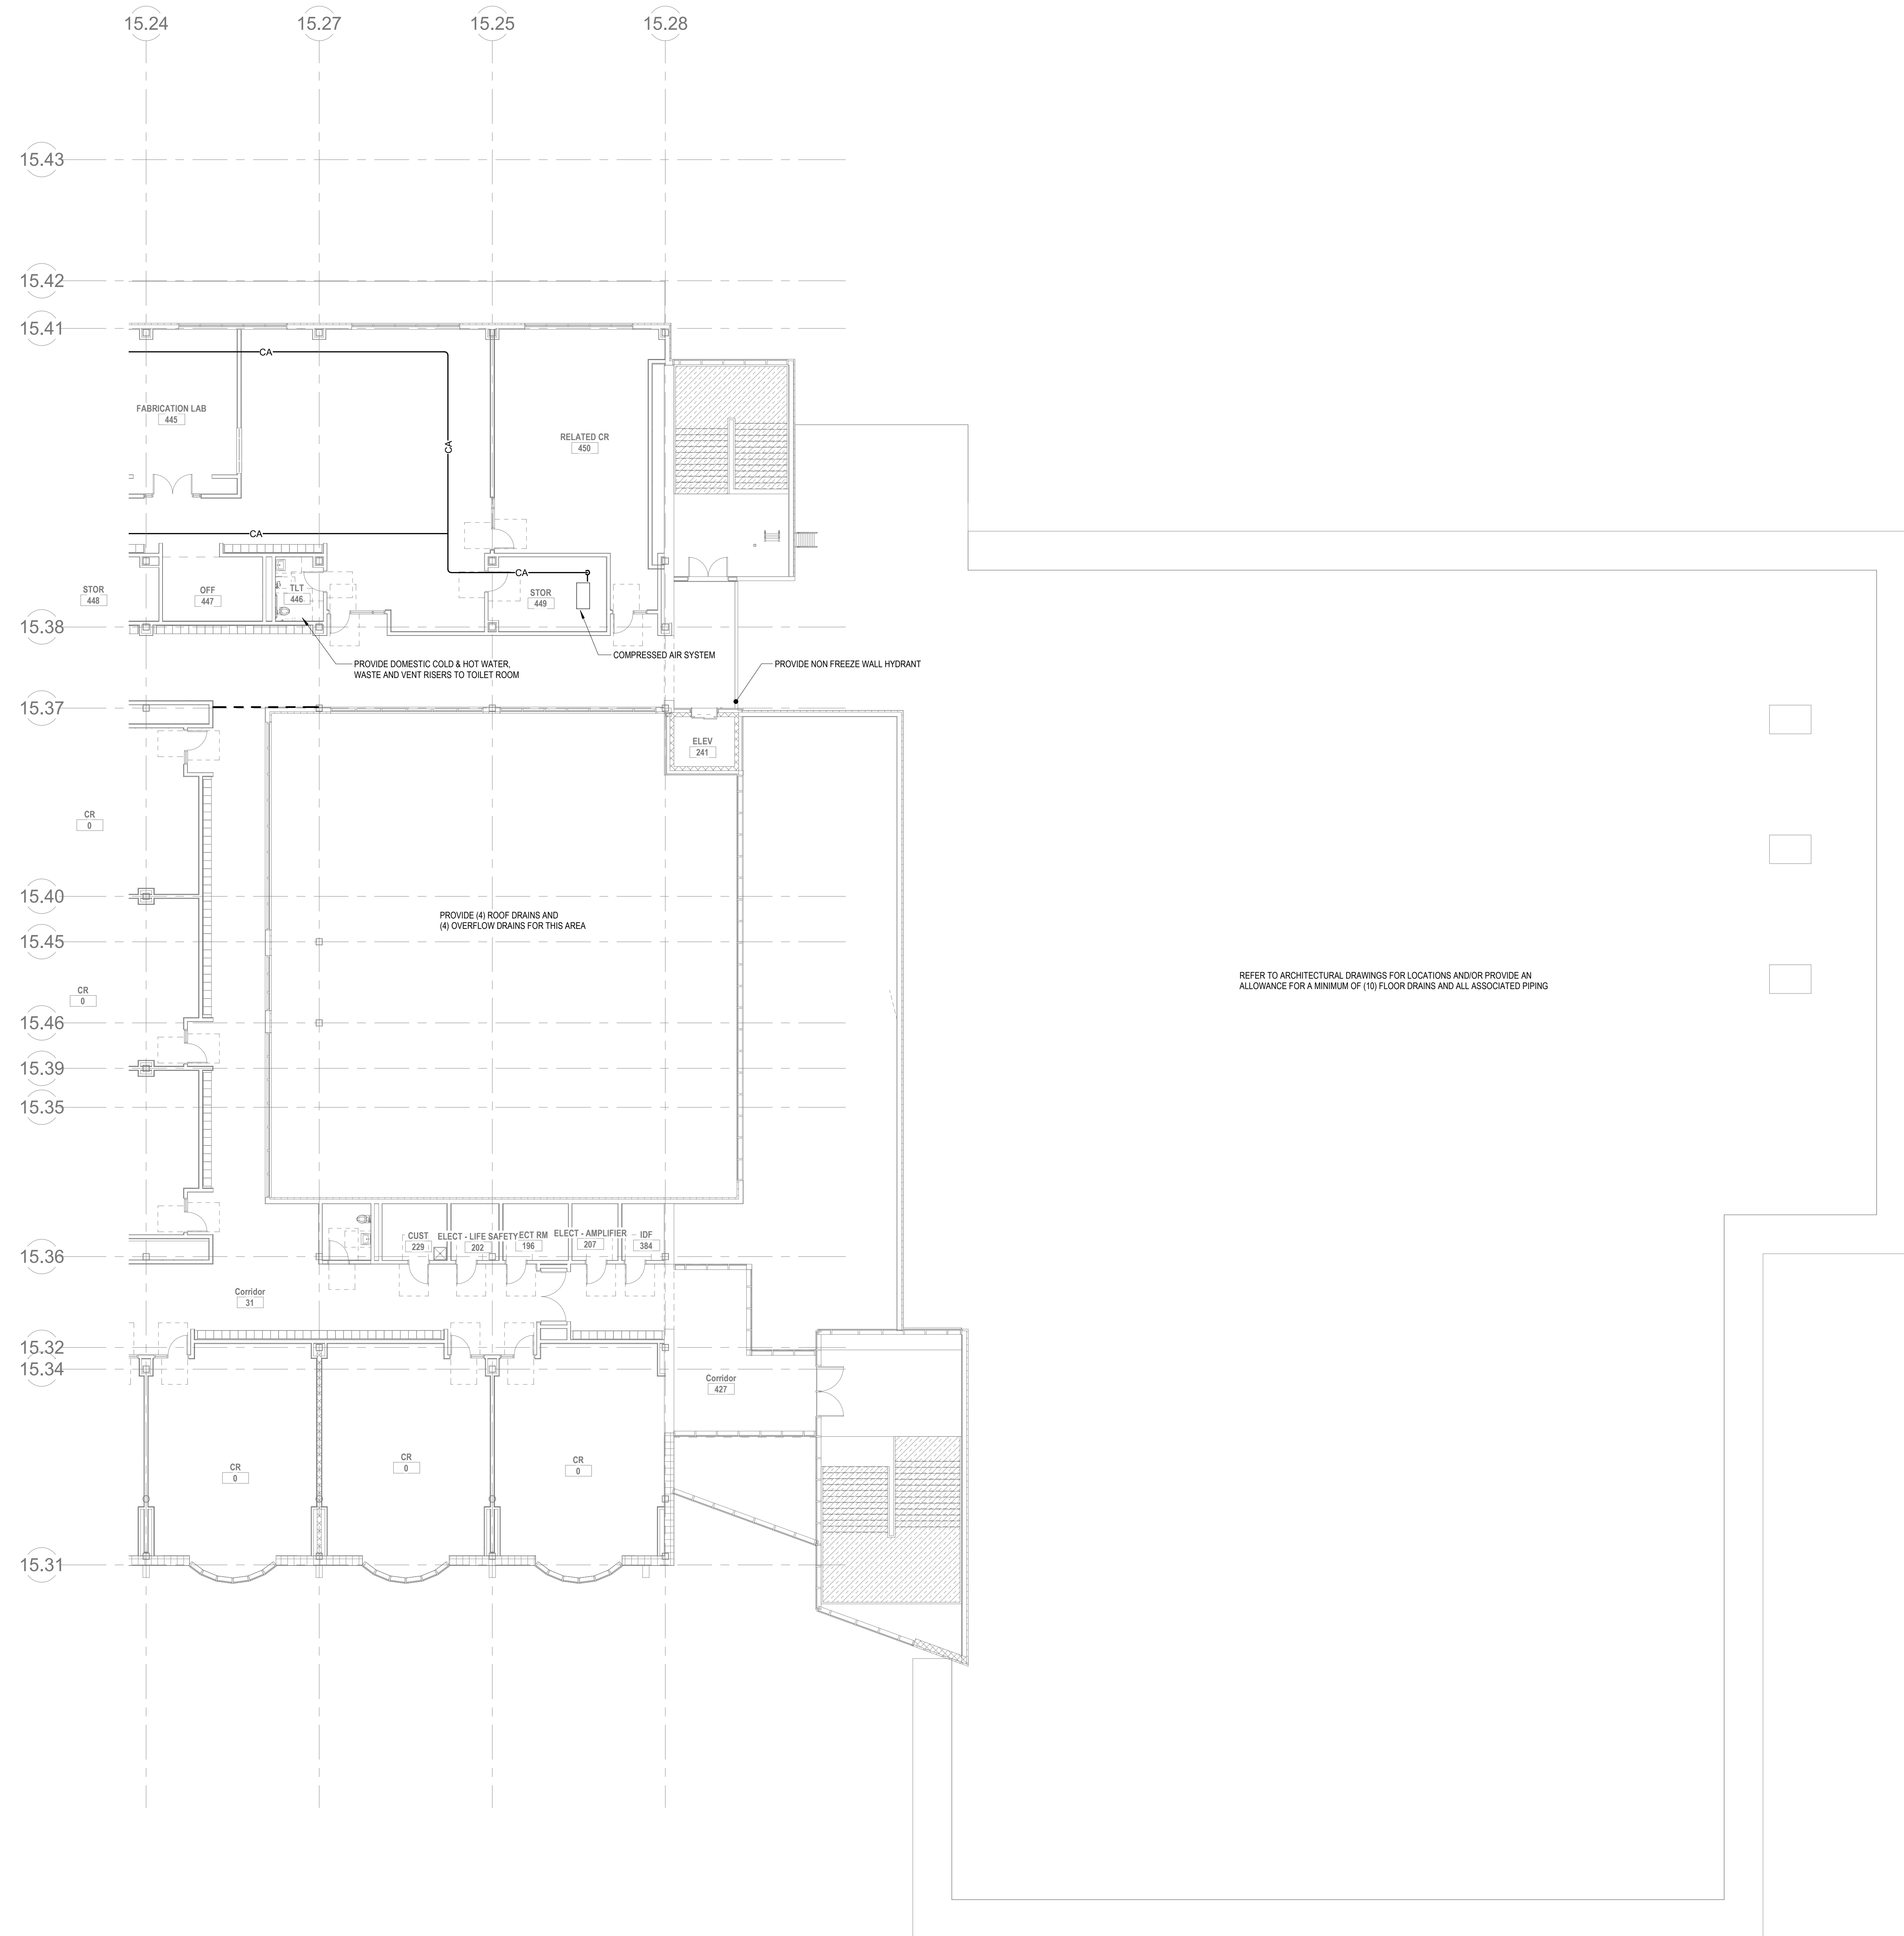 15.24
15.27
15.25
15.28
15.43
15.42
15.41
CA
FABRICATION LAB
445
CA
RELATED CR
450
CA
CA
STOR
448
OFF
447
TLT
446
STOR
449
15.38
COMPRESSED AIR SYSTEM
PROVIDE DOMESTIC COLD & HOT WATER,
WASTE AND VENT RISERS TO TOILET ROOM
PROVIDE NON FREEZE WALL HYDRANT
15.37
ELEV
241
CR
0
15.40
PROVIDE (4) ROOF DRAINS AND
(4) OVERFLOW DRAINS FOR THIS AREA
15.45
REFER TO ARCHITECTURAL DRAWINGS FOR LOCATIONS AND/OR PROVIDE AN
ALLOWANCE FOR A MINIMUM OF (10) FLOOR DRAINS AND ALL ASSOCIATED PIPING
CR
0
15.46
15.39
15.35
CUST
229
ELECT - LIFE SAFETY
202
ECT RM
196
ELECT - AMPLIFIER
207
IDF
384
15.36
Corridor
31
15.32
15.34
Corridor
427
CR
0
CR
0
CR
0
15.31